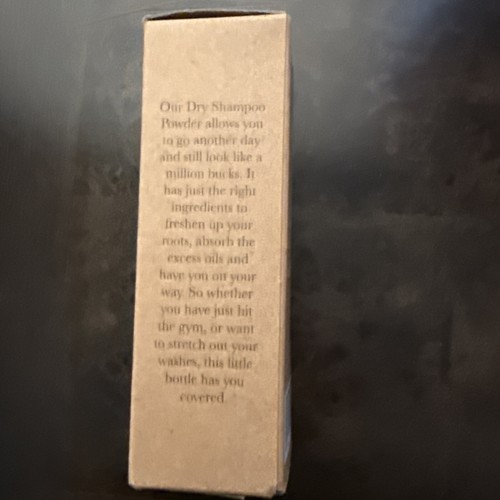 Our Dry Shampoo
Powder allows you
to go another day
and still look like a
million bucks. It
has just the right
ingredients to
freshen up your
roots, absorb the
excess oils and
have you on your
way. So whether
you have just hit
the gym, or want
to stretch out your
washes, this little
bottle has you
covered.